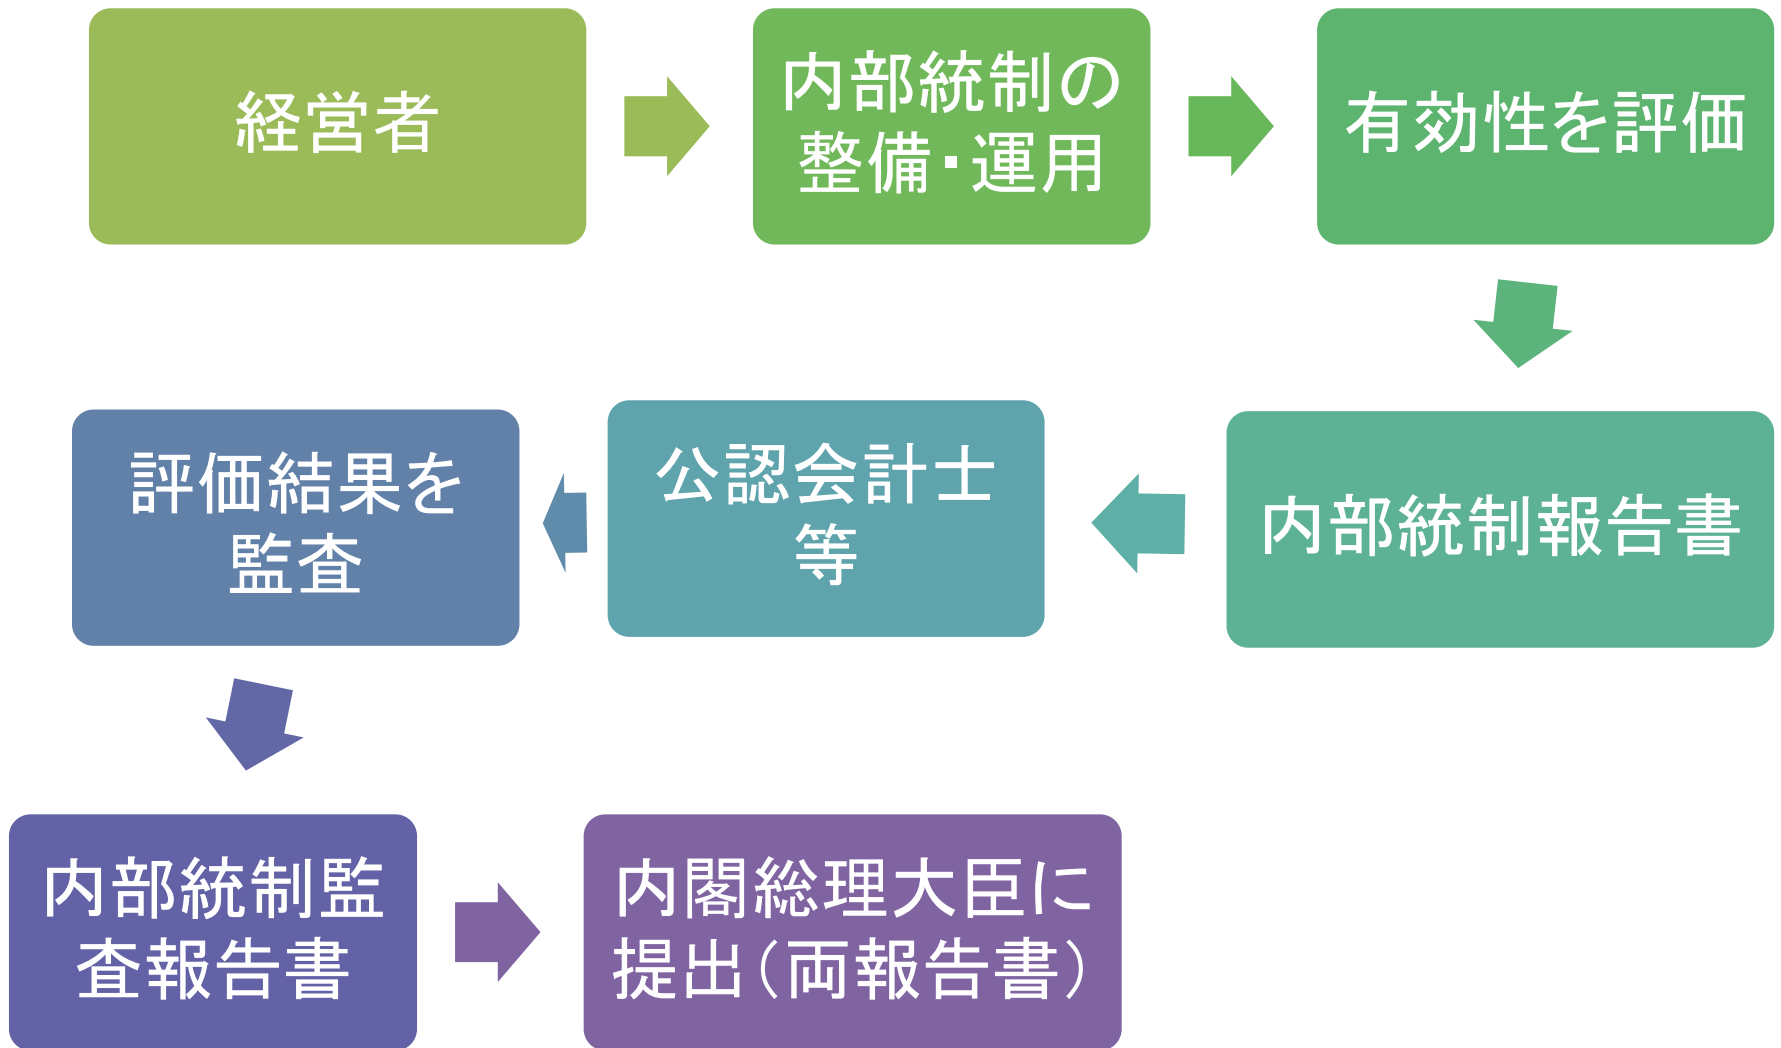 経営者
内部統制の
整備・運用
有効性を評価
内部統制報告書
公認会計士
等
評価結果を
監査
内部統制監
査報告書
内閣総理大臣に
提出（両報告書）